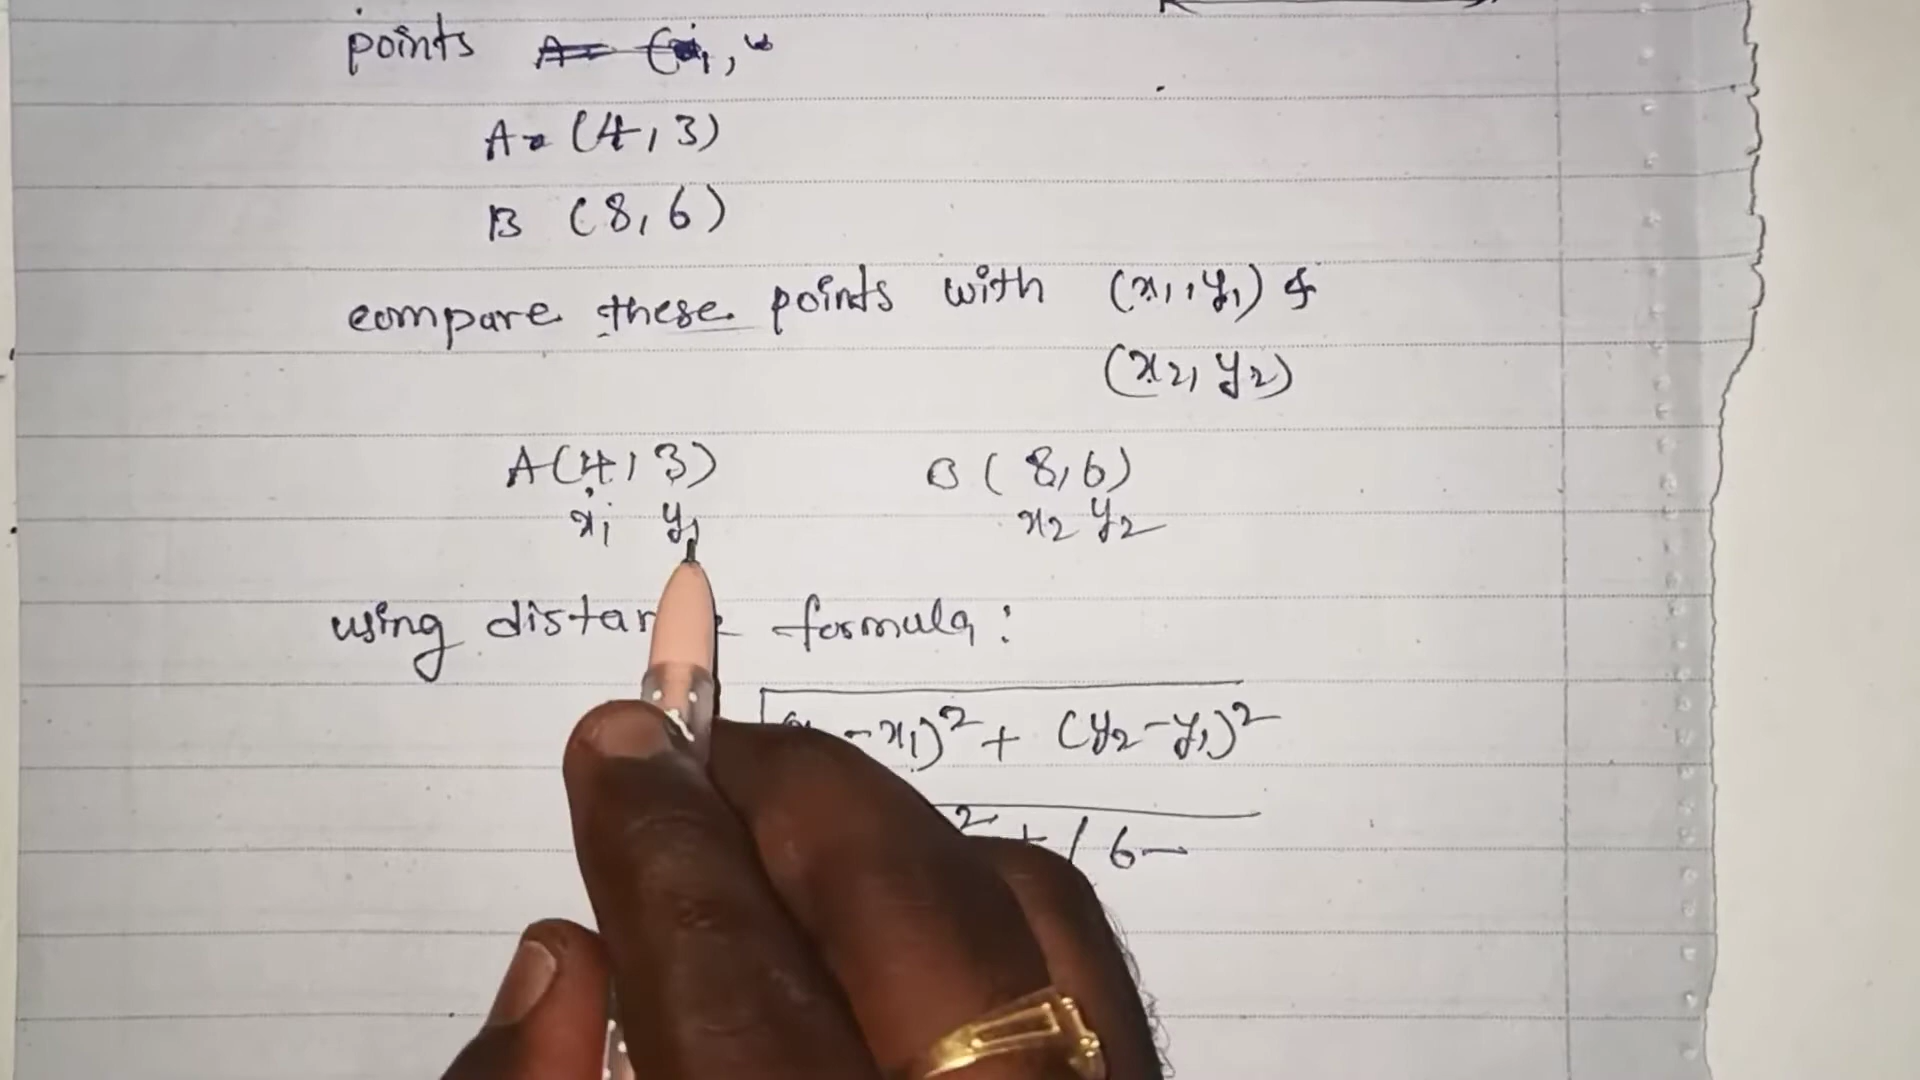 points
A = (4, 3)
B (8, 6)
compare these points with (x₁, y₁) &
(x₂, y₂)
A(4, 3) B ( 8, 6)
x₁ y₁ x₂ y₂
using formula:
-x₁)² + (y₂-y₁)²
² + ( 6-